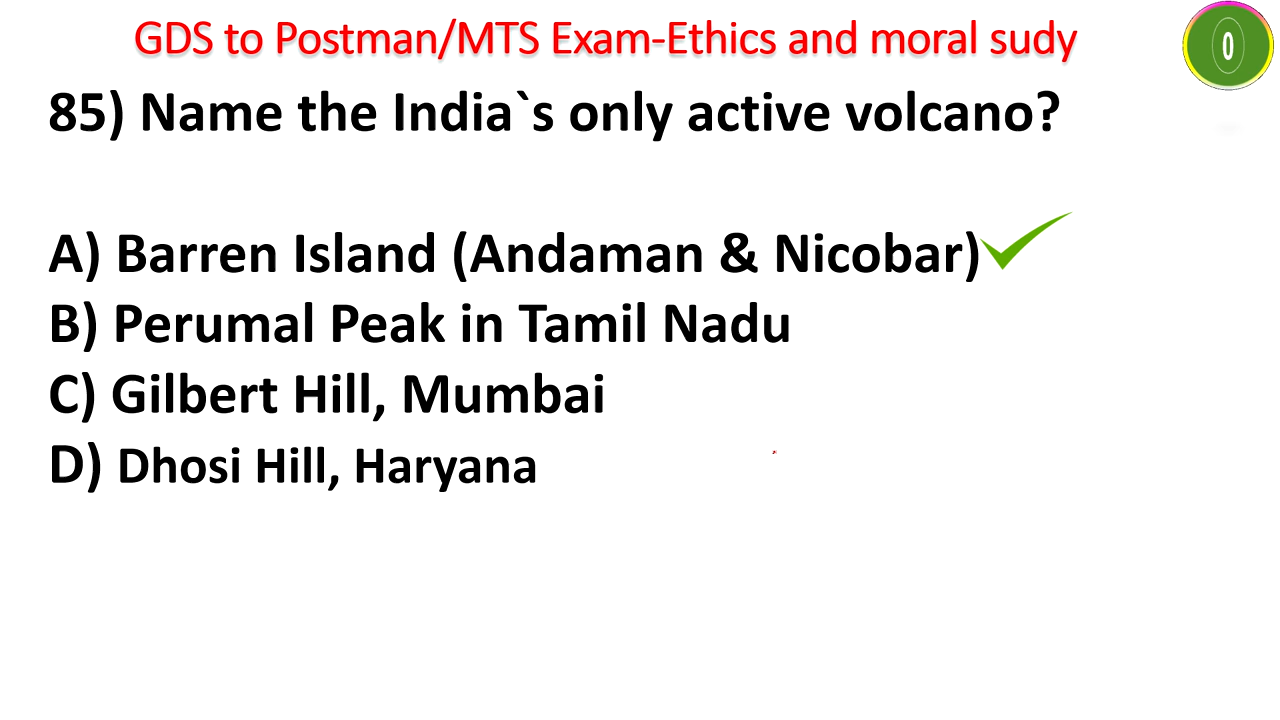 GDS to Postman/MTS Exam-Ethics and moral sudy
0
85) Name the India`s only active volcano?
A) Barren Island (Andaman & Nicobar)
B) Perumal Peak in Tamil Nadu
C) Gilbert Hill, Mumbai
D) Dhosi Hill, Haryana